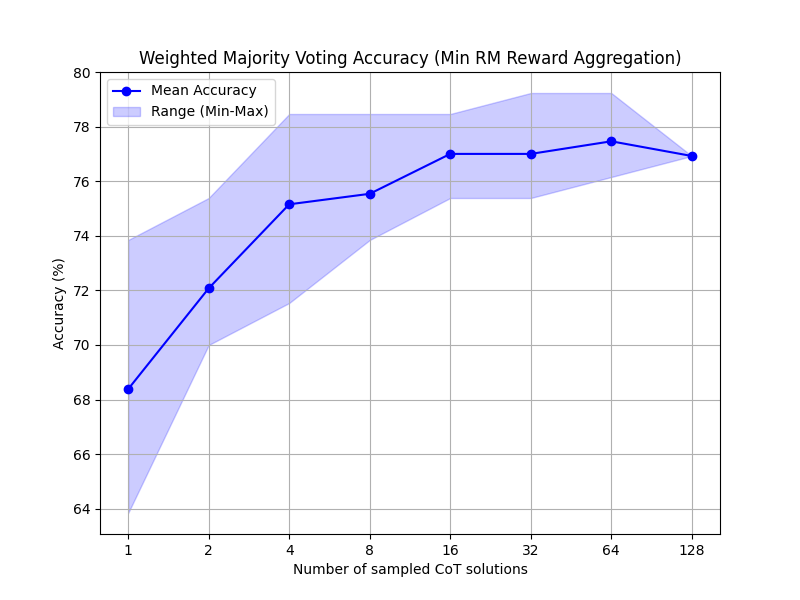 Weighted Majority Voting Accuracy (Min RM Reward Aggregation)
Mean Accuracy
Range (Min-Max)
Accuracy (%)
80
78
76
74
72
70
68
66
64
1 2 4 8 16 32 64 128
Number of sampled CoT solutions